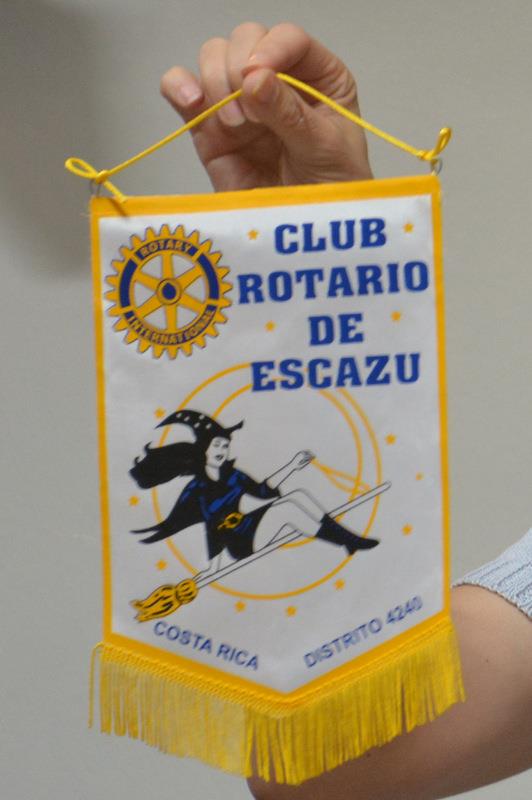 ROTARY
INTERNATIONAL
CLUB
ROTARIO
DE
ESCAZU
COSTA RICA
DISTRITO 4240